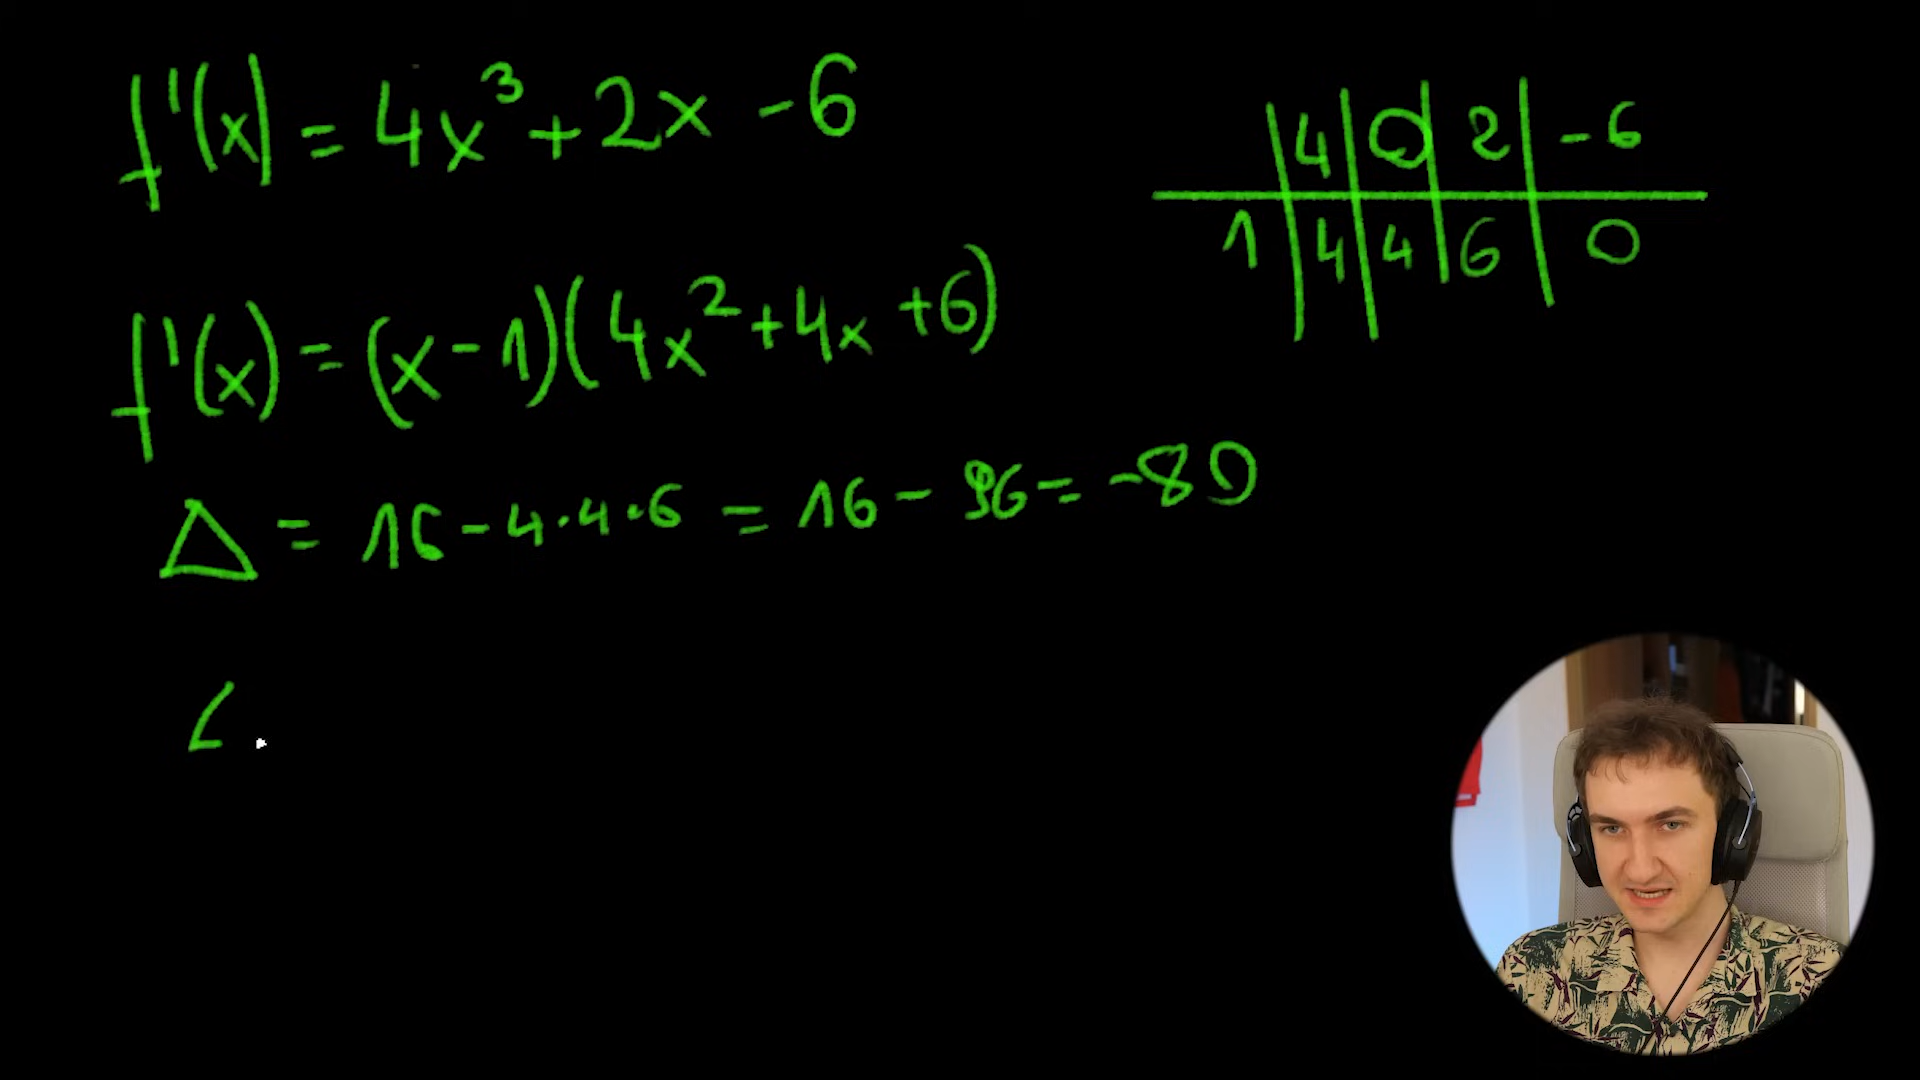 f'(x) = 4x³ + 2x - 6
f'(x) = (x - 1)(4x² + 4x + 6)
Δ = 16 - 4·4·6 = 16 - 96 = -80
4 0 2 -6
1 4 4 6 0